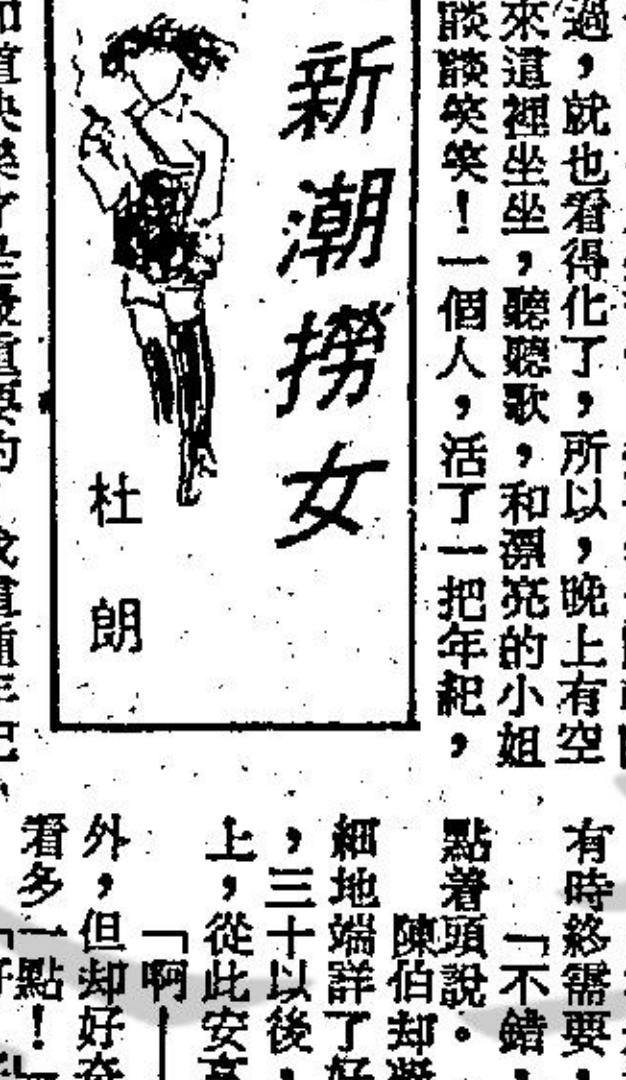 過，就也看得化了，所以，晚上有空
來這裡坐坐，聽聽歌，和漂亮的小姐
談談笑笑！一個人，活了一把年紀，
新潮撈女
杜朗
有時終需要，
「不錯，
點着頭說。
陳伯却
細地端詳了好
，三十以後，
上，從此安
「啊—
外，但却好奇
看多一點！